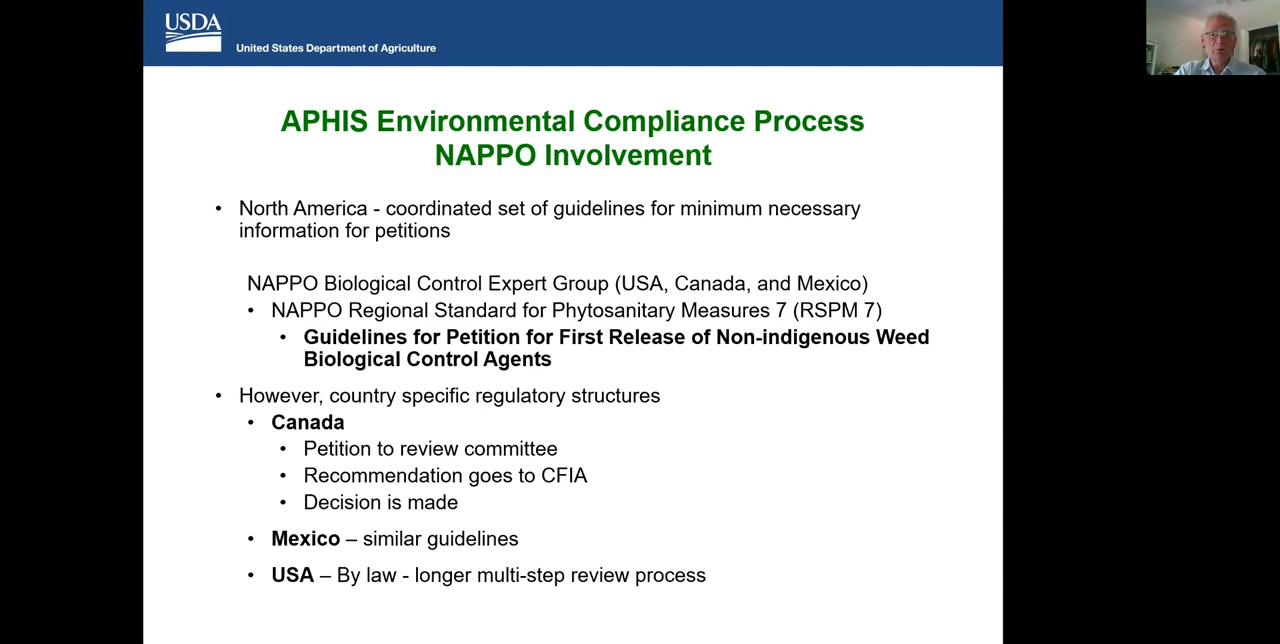 USDA
United States Department of Agriculture
APHIS Environmental Compliance Process
NAPPO Involvement
• North America - coordinated set of guidelines for minimum necessary
information for petitions
NAPPO Biological Control Expert Group (USA, Canada, and Mexico)
• NAPPO Regional Standard for Phytosanitary Measures 7 (RSPM 7)
• Guidelines for Petition for First Release of Non-indigenous Weed
Biological Control Agents
• However, country specific regulatory structures
• Canada
• Petition to review committee
• Recommendation goes to CFIA
• Decision is made
• Mexico – similar guidelines
• USA – By law - longer multi-step review process